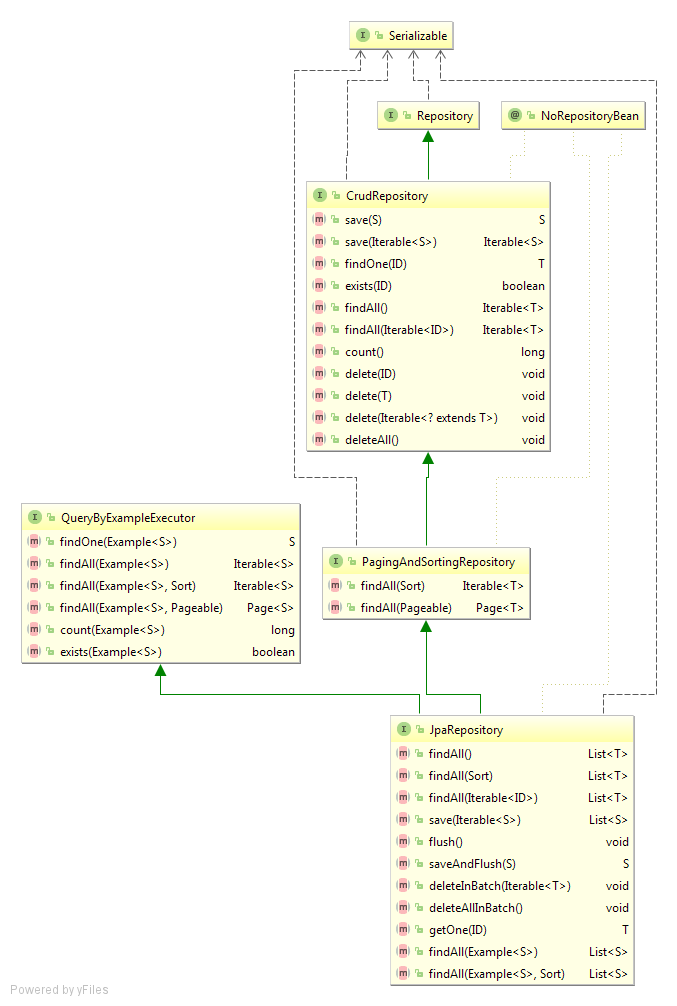 I Serializable
I Repository
@ NoRepositoryBean
I CrudRepository
m save(S) S
m save(Iterable<S>) Iterable<S>
m findOne(ID) T
m exists(ID) boolean
m findAll() Iterable<T>
m findAll(Iterable<ID>) Iterable<T>
m count() long
m delete(ID) void
m delete(T) void
m delete(Iterable<? extends T>) void
m deleteAll() void
I QueryByExampleExecutor
m findOne(Example<S>) S
m findAll(Example<S>) Iterable<S>
m findAll(Example<S>, Sort) Iterable<S>
m findAll(Example<S>, Pageable) Page<S>
m count(Example<S>) long
m exists(Example<S>) boolean
I PagingAndSortingRepository
m findAll(Sort) Iterable<T>
m findAll(Pageable) Page<T>
I JpaRepository
m findAll() List<T>
m findAll(Sort) List<T>
m findAll(Iterable<ID>) List<T>
m save(Iterable<S>) List<S>
m flush() void
m saveAndFlush(S) S
m deleteInBatch(Iterable<T>) void
m deleteAllInBatch() void
m getOne(ID) T
m findAll(Example<S>) List<S>
m findAll(Example<S>, Sort) List<S>
Powered by yFiles